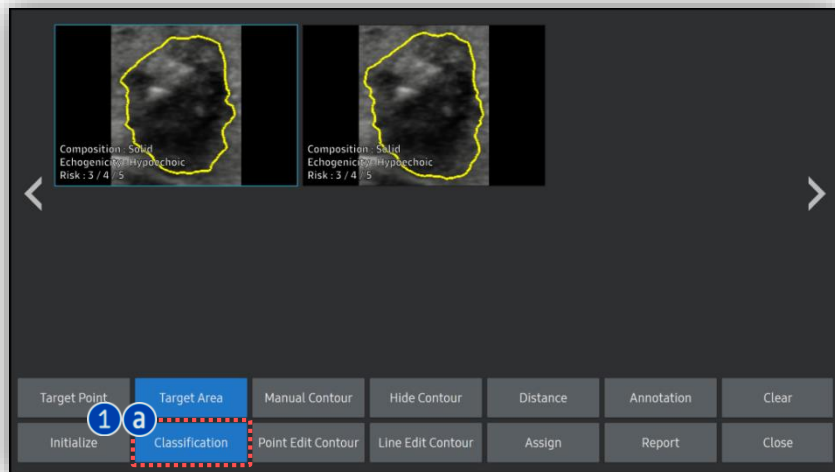 Composition : Solid
Echogenicity : Hypoechoic
Risk : 3 / 4 / 5
Composition : Solid
Echogenicity : Hypoechoic
Risk : 3 / 4 / 5
Target Point
Target Area
Manual Contour
Hide Contour
Distance
Annotation
Clear
1 a
Initialize
Classification
Point Edit Contour
Line Edit Contour
Assign
Report
Close